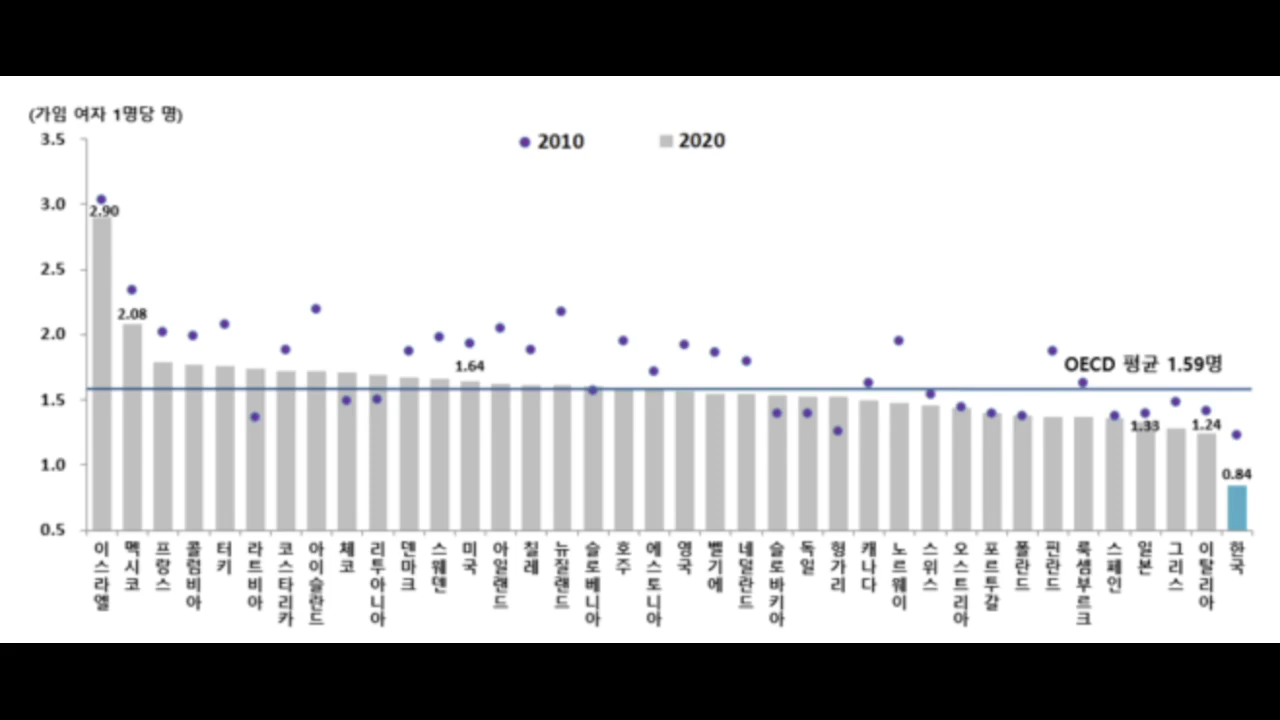 (가임 여자 1명당 명)
2010
2020
3.5
3.0
2.5
2.0
1.5
1.0
0.5
2.90
2.08
1.64
OECD 평균 1.59명
1.33
1.24
0.84
이스라엘
멕시코
프랑스
콜럼비아
터키
라트비아
코스타리카
아이슬란드
체코
리투아니아
덴마크
스웨덴
미국
아일랜드
칠레
뉴질랜드
슬로베니아
호주
에스토니아
영국
벨기에
네덜란드
슬로바키아
독일
헝가리
캐나다
노르웨이
스위스
오스트리아
포르투갈
폴란드
핀란드
룩셈부르크
스페인
일본
그리스
이탈리아
한국